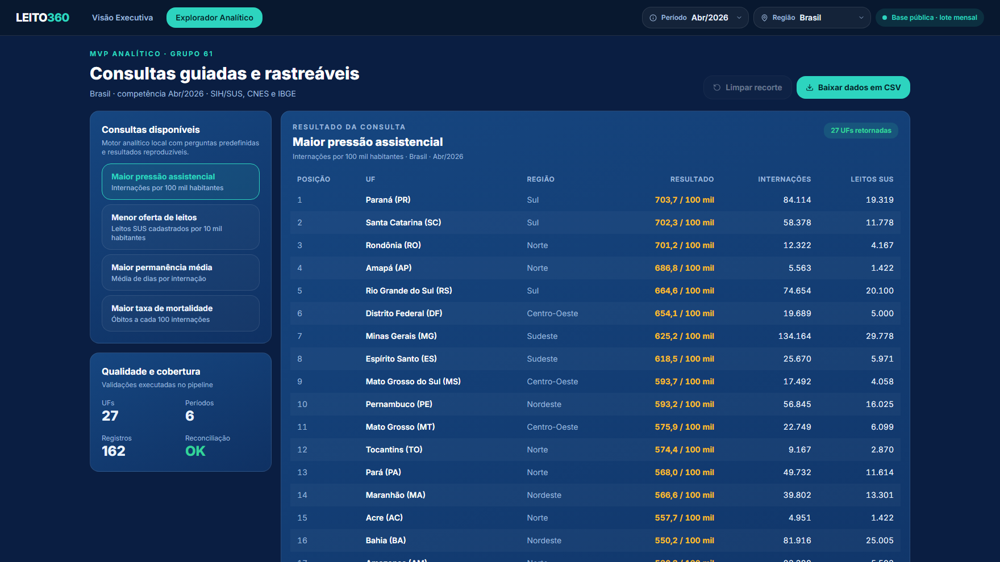 LEITO360
Visão Executiva
Explorador Analítico
Período Abr/2026
Região Brasil
Base pública · lote mensal
MVP ANALÍTICO · GRUPO 61
Consultas guiadas e rastreáveis
Brasil · competência Abr/2026 · SIH/SUS, CNES e IBGE
Limpar recorte
Baixar dados em CSV
Consultas disponíveis
Motor analítico local com perguntas predefinidas
e resultados reproduzíveis.
Maior pressão assistencial
Internações por 100 mil habitantes
Menor oferta de leitos
Leitos SUS cadastrados por 10 mil
habitantes
Maior permanência média
Média de dias por internação
Maior taxa de mortalidade
Óbitos a cada 100 internações
Qualidade e cobertura
Validações executadas no pipeline
UFs Períodos
27 6
Registros Reconciliação
162 OK
RESULTADO DA CONSULTA
Maior pressão assistencial
Internações por 100 mil habitantes · Brasil · Abr/2026
27 UFs retornadas
POSIÇÃO UF REGIÃO RESULTADO INTERNAÇÕES LEITOS SUS
1 Paraná (PR) Sul 703,7 / 100 mil 84.114 19.319
2 Santa Catarina (SC) Sul 702,3 / 100 mil 58.378 11.778
3 Rondônia (RO) Norte 701,2 / 100 mil 12.322 4.167
4 Amapá (AP) Norte 686,8 / 100 mil 5.563 1.422
5 Rio Grande do Sul (RS) Sul 664,6 / 100 mil 74.654 20.100
6 Distrito Federal (DF) Centro-Oeste 654,1 / 100 mil 19.689 5.000
7 Minas Gerais (MG) Sudeste 625,2 / 100 mil 134.164 29.778
8 Espírito Santo (ES) Sudeste 618,5 / 100 mil 25.670 5.971
9 Mato Grosso do Sul (MS) Centro-Oeste 593,7 / 100 mil 17.492 4.058
10 Pernambuco (PE) Nordeste 593,2 / 100 mil 56.845 16.025
11 Mato Grosso (MT) Centro-Oeste 575,9 / 100 mil 22.749 6.099
12 Tocantins (TO) Norte 574,4 / 100 mil 9.167 2.870
13 Pará (PA) Norte 568,0 / 100 mil 49.732 11.614
14 Maranhão (MA) Nordeste 566,6 / 100 mil 39.802 13.301
15 Acre (AC) Norte 557,7 / 100 mil 4.951 1.422
16 Bahia (BA) Nordeste 550,2 / 100 mil 81.916 25.005